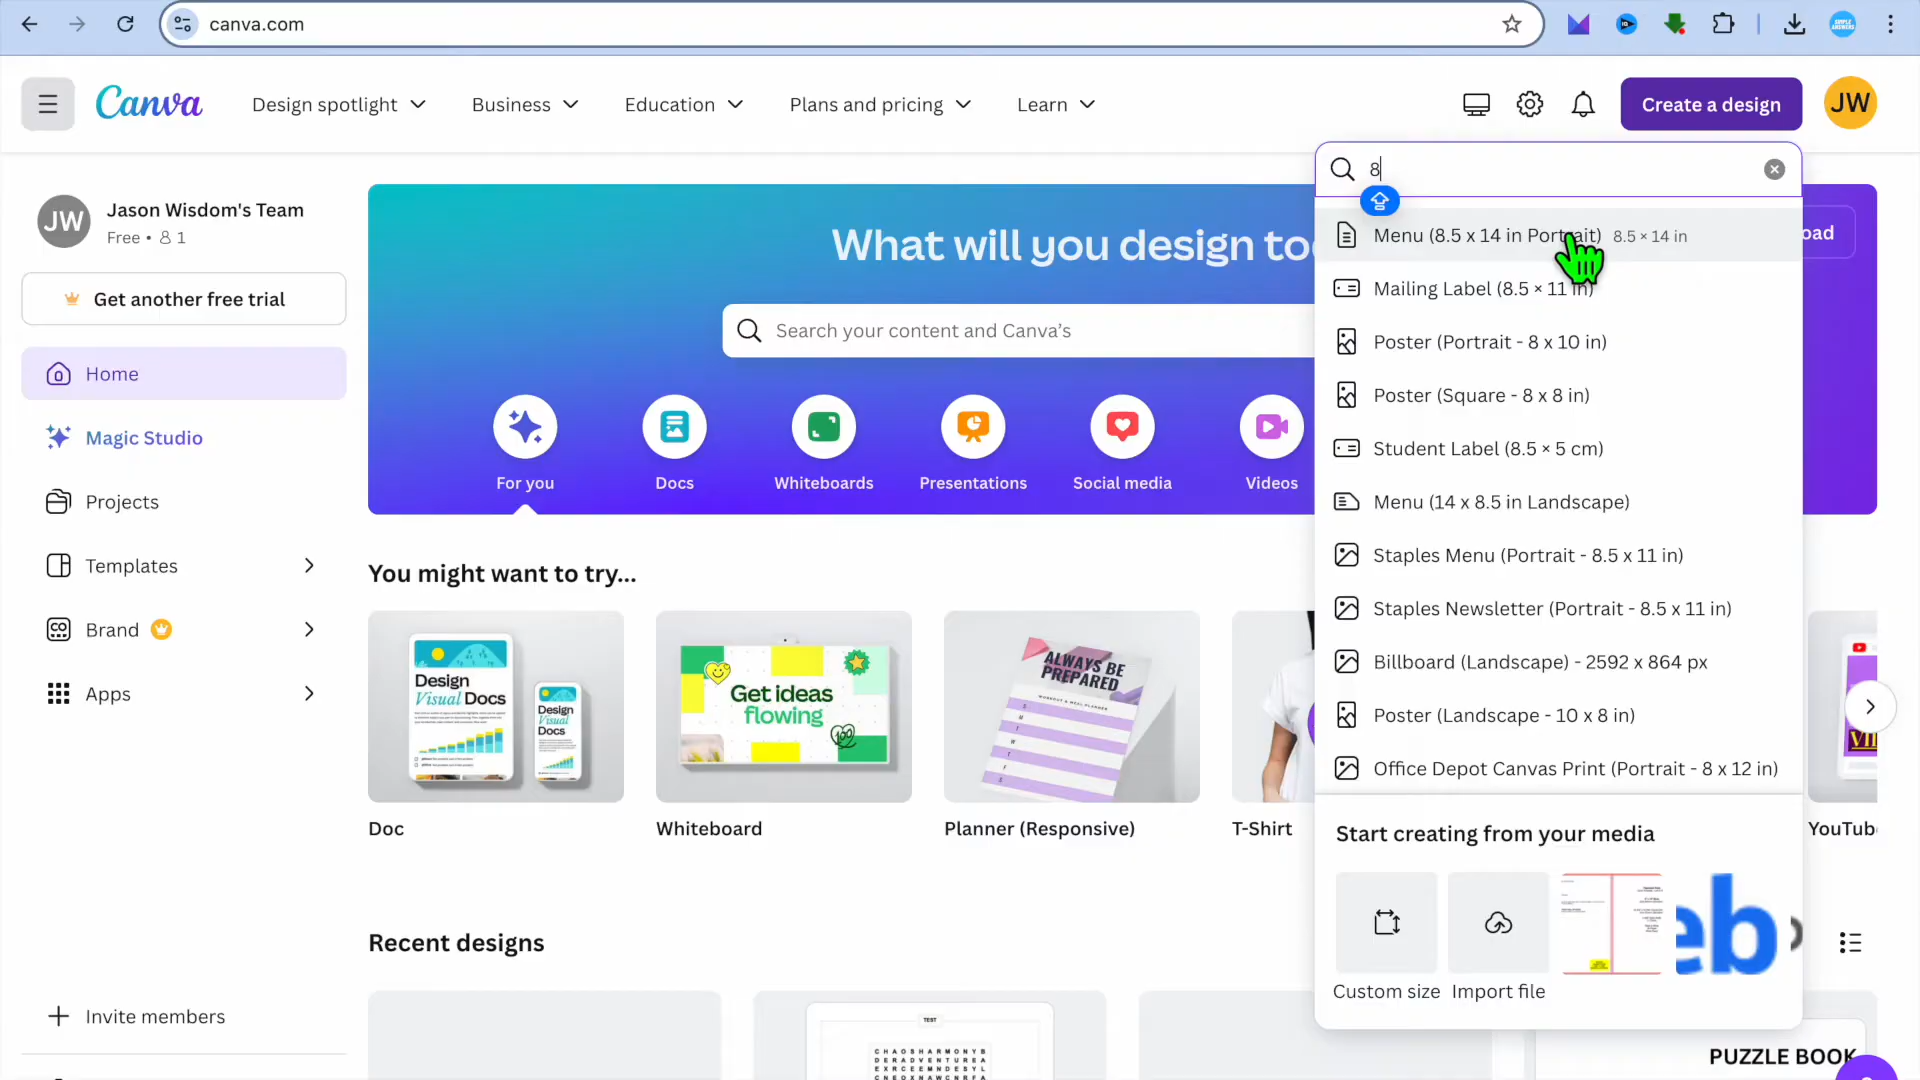 canva.com
Canva
Design spotlight
Business
Education
Plans and pricing
Learn
Create a design
JW
8
JW
Jason Wisdom's Team
Free • 1
Get another free trial
Home
Magic Studio
Projects
Templates
Brand
Apps
Invite members
What will you design to
oad
Search your content and Canva's
For you
Docs
Whiteboards
Presentations
Social media
Videos
Menu (8.5 x 14 in Portrait) 8.5 × 14 in
Mailing Label (8.5 × 11 in)
Poster (Portrait - 8 x 10 in)
Poster (Square - 8 x 8 in)
Student Label (8.5 × 5 cm)
Menu (14 x 8.5 in Landscape)
Staples Menu (Portrait - 8.5 x 11 in)
Staples Newsletter (Portrait - 8.5 x 11 in)
Billboard (Landscape) - 2592 x 864 px
Poster (Landscape - 10 x 8 in)
Office Depot Canvas Print (Portrait - 8 x 12 in)
Start creating from your media
Custom size
Import file
eb
You might want to try...
Design
Visual Docs
Design
Visual
Docs
Get ideas
flowing
100
ALWAYS BE
PREPARED
WORKOUT & MEAL PLANNER
S
M
T
W
T
F
S
Doc
Whiteboard
Planner (Responsive)
T-Shirt
YouTub
Recent designs
TEST
CHAOSHARMONYB
PUZZLE BOOK